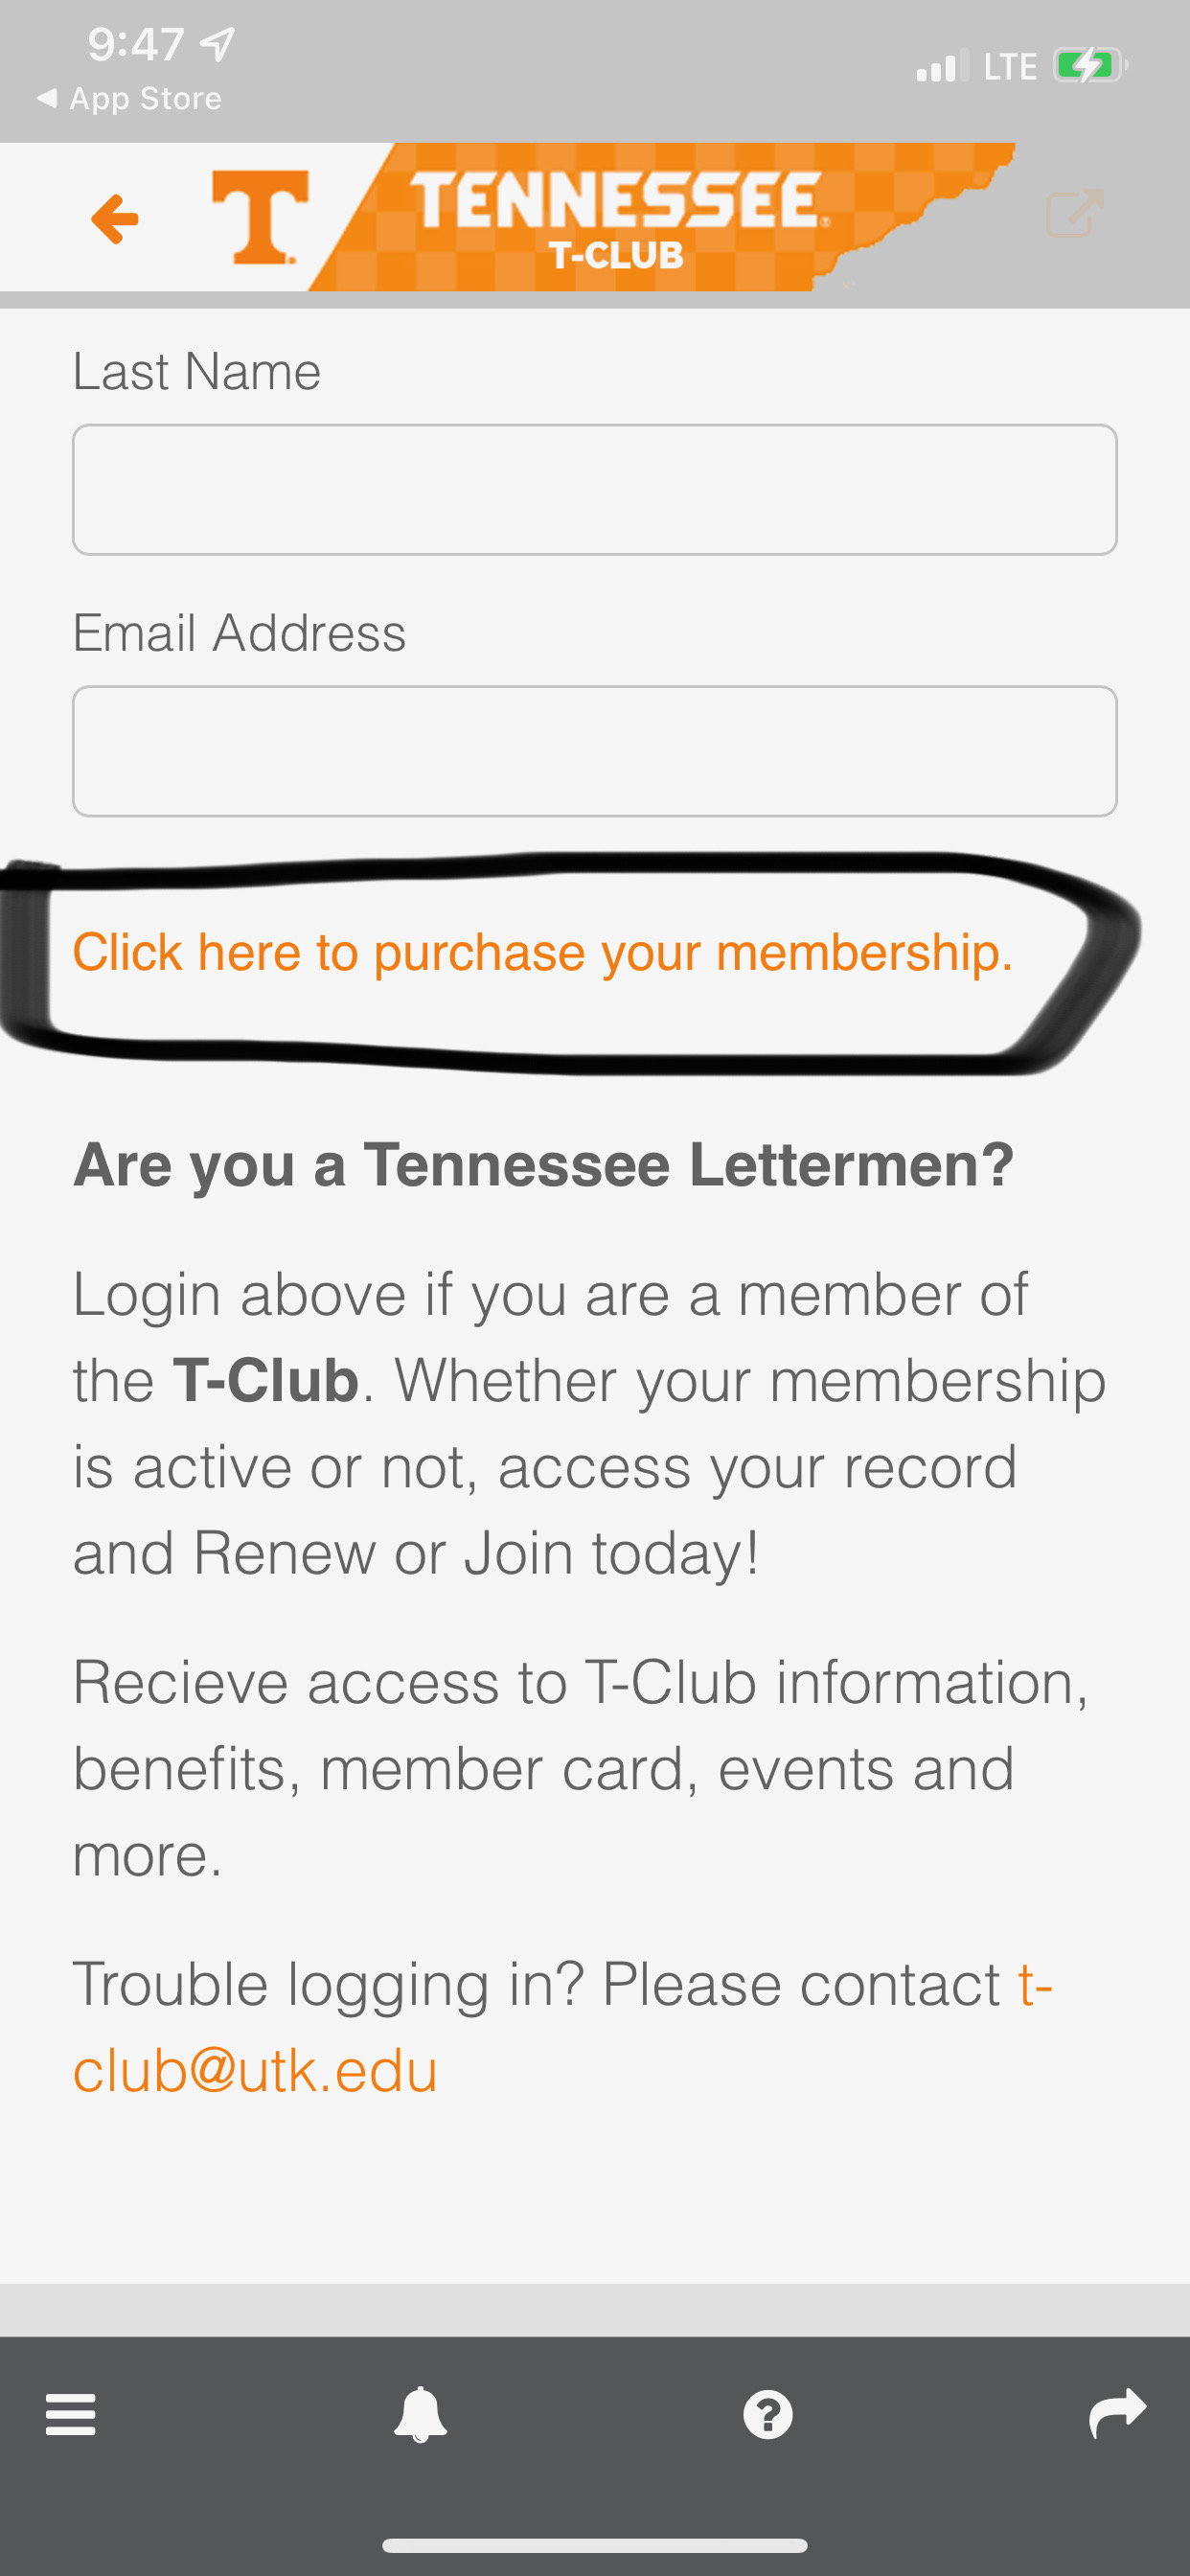 9:47
App Store
LTE
T
TENNESSEE®
T-CLUB
Last Name
Email Address
Click here to purchase your membership.
Are you a Tennessee Lettermen?
Login above if you are a member of
the T-Club. Whether your membership
is active or not, access your record
and Renew or Join today!
Recieve access to T-Club information,
benefits, member card, events and
more.
Trouble logging in? Please contact t-
club@utk.edu
?